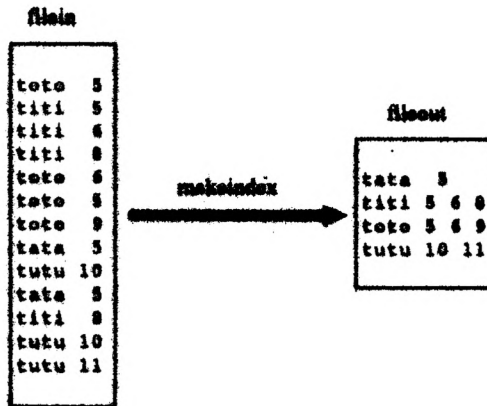 filein
toto 5
titi 5
titi 6
titi 8
toto 6
toto 5
toto 9
tata 5
tutu 10
tata 5
titi 8
tutu 10
tutu 11
makeindex
fileout
tata 5
titi 5 6 8
toto 5 6 9
tutu 10 11